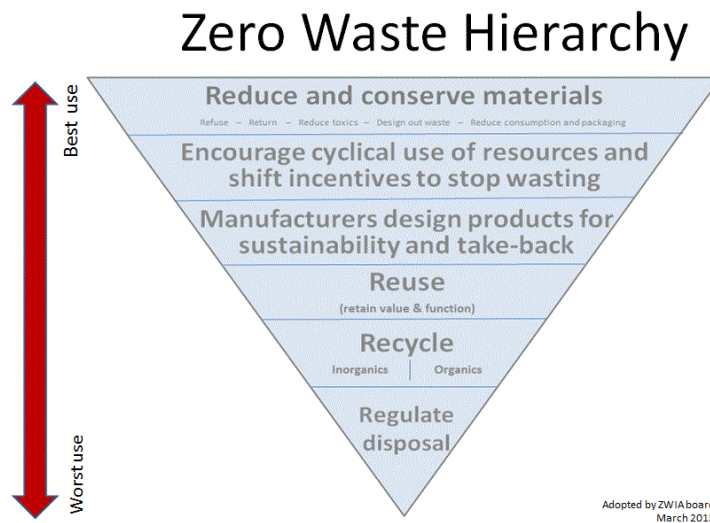 Zero Waste Hierarchy
Best use
Reduce and conserve materials
Refuse – Return – Reduce toxics – Design out waste – Reduce consumption and packaging
Encourage cyclical use of resources and
shift incentives to stop wasting
Manufacturers design products for
sustainability and take-back
Reuse
(retain value & function)
Recycle
Inorganics
Organics
Regulate
disposal
Worst use
Adopted by ZWIA board
March